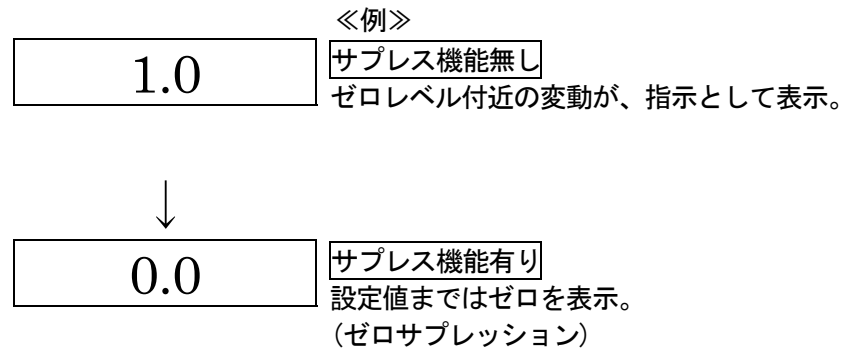 ≪例≫
1.0
サプレス機能無し
ゼロレベル付近の変動が、指示として表示。
↓
0.0
サプレス機能有り
設定値まではゼロを表示。
(ゼロサプレッション)